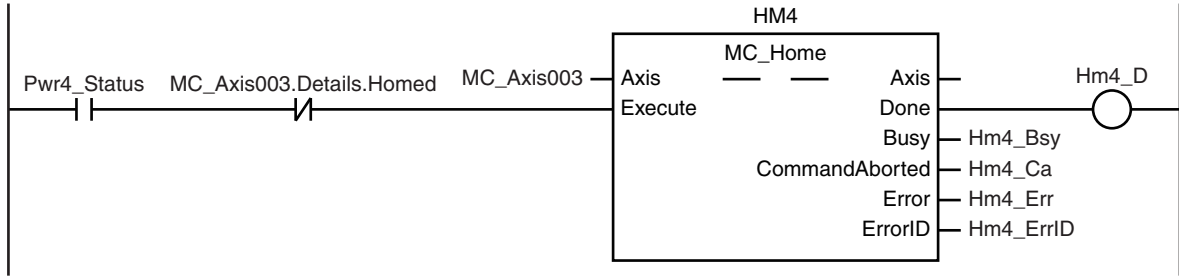 HM4
MC_Home
Pwr4_Status MC_Axis003.Details.Homed MC_Axis003 Axis Axis Hm4_D
Execute Done
Busy Hm4_Bsy
CommandAborted Hm4_Ca
Error Hm4_Err
ErrorID Hm4_ErrID